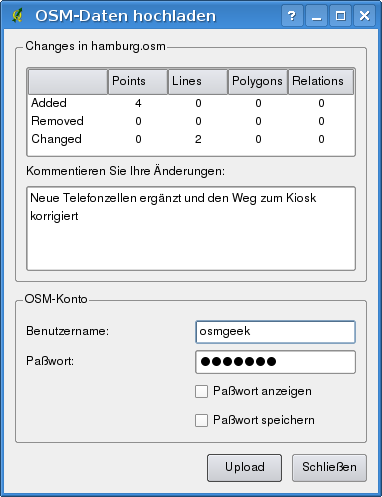 OSM-Daten hochladen
Changes in hamburg.osm
Points Lines Polygons Relations
Added 4 0 0 0
Removed 0 0 0 0
Changed 0 2 0 0
Kommentieren Sie Ihre Änderungen:
Neue Telefonzellen ergänzt und den Weg zum Kiosk
korrigiert
OSM-Konto
Benutzername: osmgeek
Paßwort: ●●●●●●●
Paßwort anzeigen
Paßwort speichern
Upload Schließen